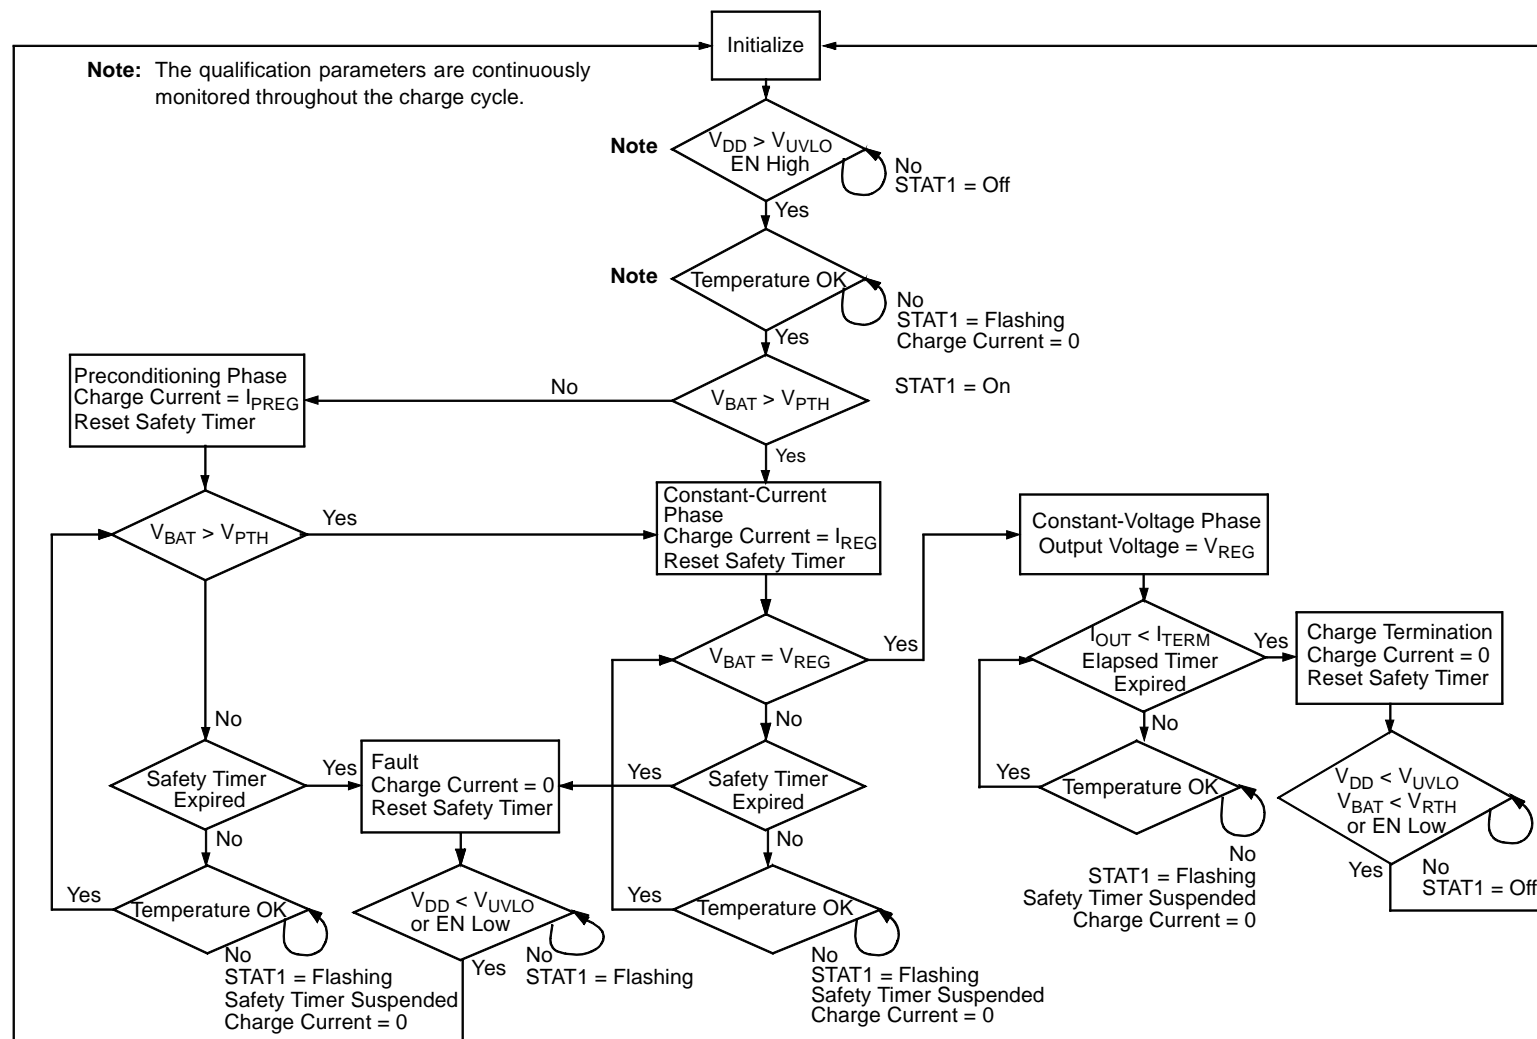 Initialize
Note: The qualification parameters are continuously
monitored throughout the charge cycle.
Note
VDD > VUVLO
EN High
No
STAT1 = Off
Yes
Note
Temperature OK
No
STAT1 = Flashing
Charge Current = 0
Yes
Preconditioning Phase
Charge Current = IPREG
Reset Safety Timer
No
VBAT > VPTH
STAT1 = On
Yes
VBAT > VPTH
Yes
Constant-Current
Phase
Charge Current = IREG
Reset Safety Timer
Constant-Voltage Phase
Output Voltage = VREG
VBAT = VREG
Yes
IOUT < ITERM
Elapsed Timer
Expired
Yes
Charge Termination
Charge Current = 0
Reset Safety Timer
No
No
No
Safety Timer
Expired
Yes
Fault
Charge Current = 0
Reset Safety Timer
Yes
Safety Timer
Expired
Yes
Temperature OK
VDD < VUVLO
VBAT < VRTH
or EN Low
No
No
No
STAT1 = Flashing
Safety Timer Suspended
Charge Current = 0
Yes
No
STAT1 = Off
Yes
Temperature OK
VDD < VUVLO
or EN Low
Yes
Temperature OK
No
STAT1 = Flashing
Safety Timer Suspended
Charge Current = 0
Yes
No
STAT1 = Flashing
No
STAT1 = Flashing
Safety Timer Suspended
Charge Current = 0